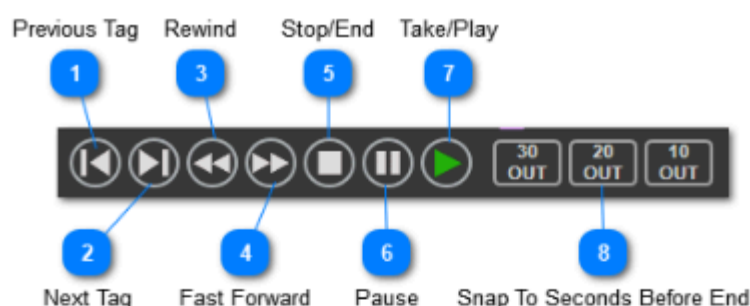 Previous Tag Rewind Stop/End Take/Play
1 3 5 7
30 20 10
OUT OUT OUT
2 4 6 8
Next Tag Fast Forward Pause Snap To Seconds Before End